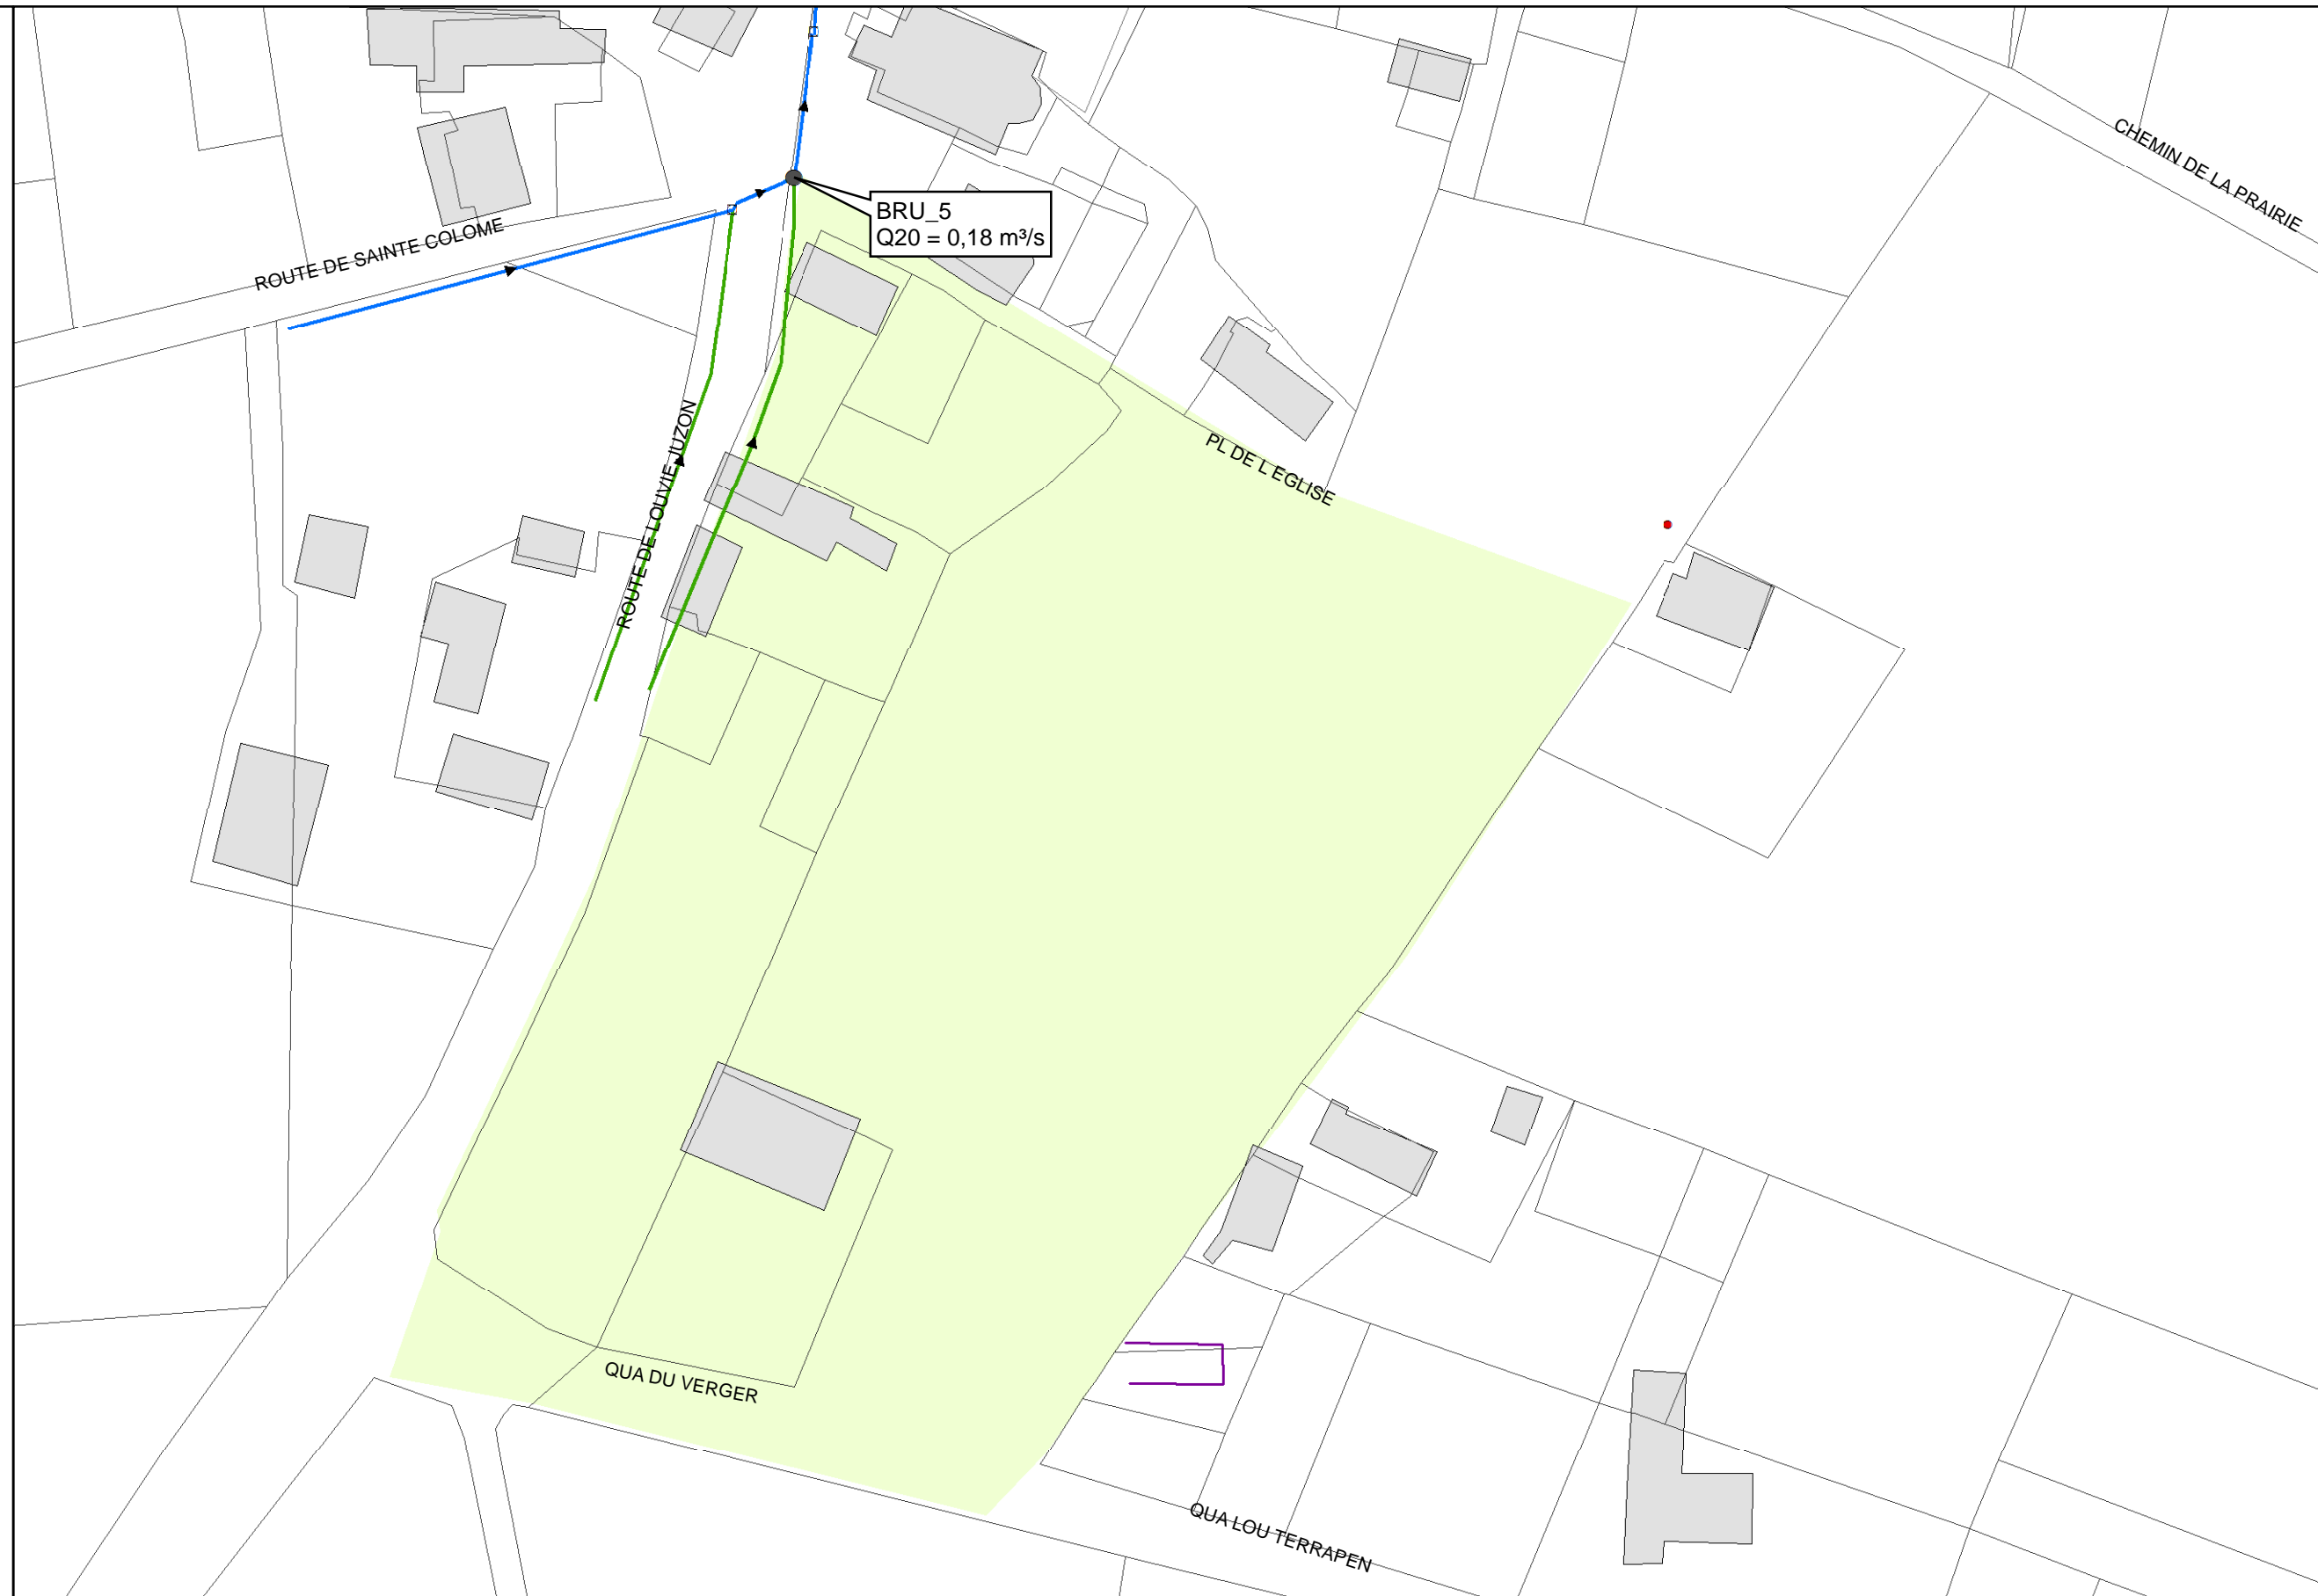 CHEMIN DE LA PRAIRIE
BRU_5
Q20 = 0,18 m³/s
ROUTE DE SAINTE COLOME
ROUTE DE LOUVIE JUZON
PL DE L EGLISE
QUA DU VERGER
QUA LOU TERRAPEN